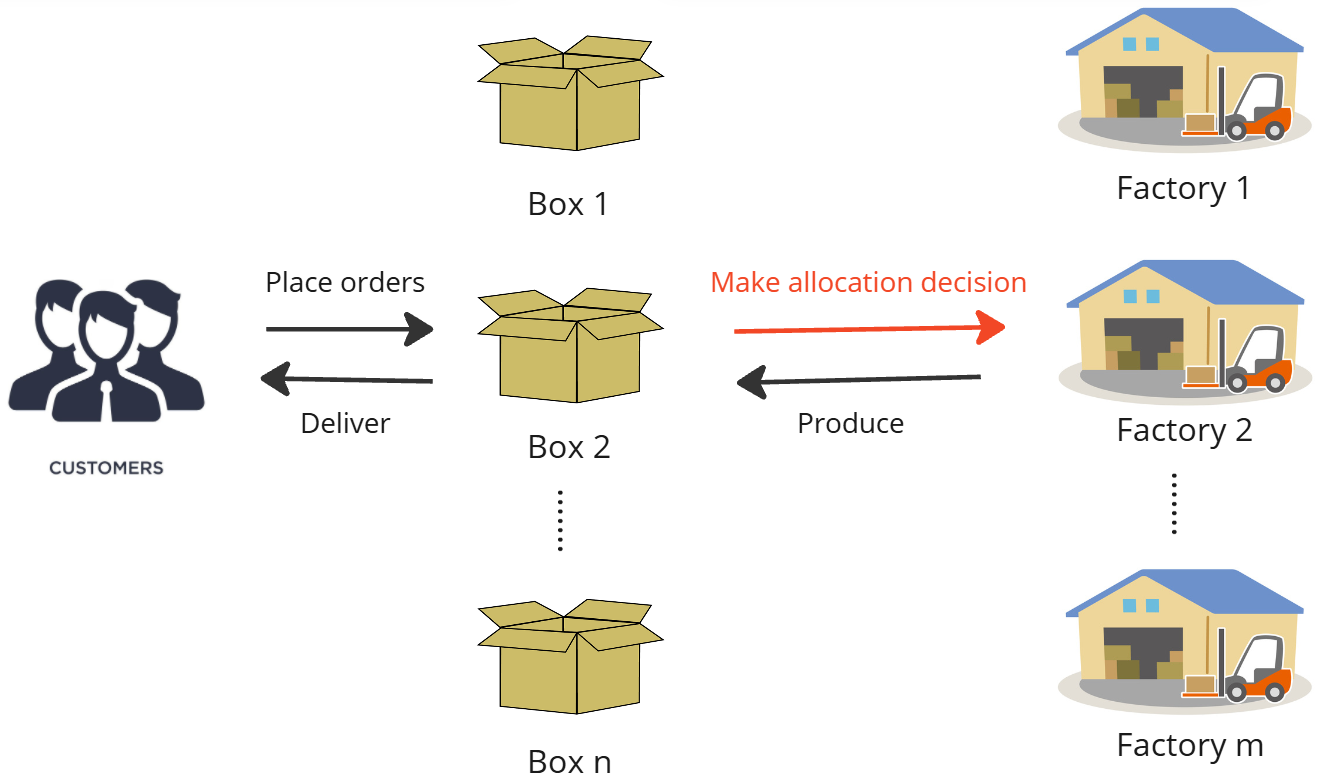 Box 1
Factory 1
Place orders
Make allocation decision
Deliver
Produce
Box 2
Factory 2
CUSTOMERS
Box n
Factory m